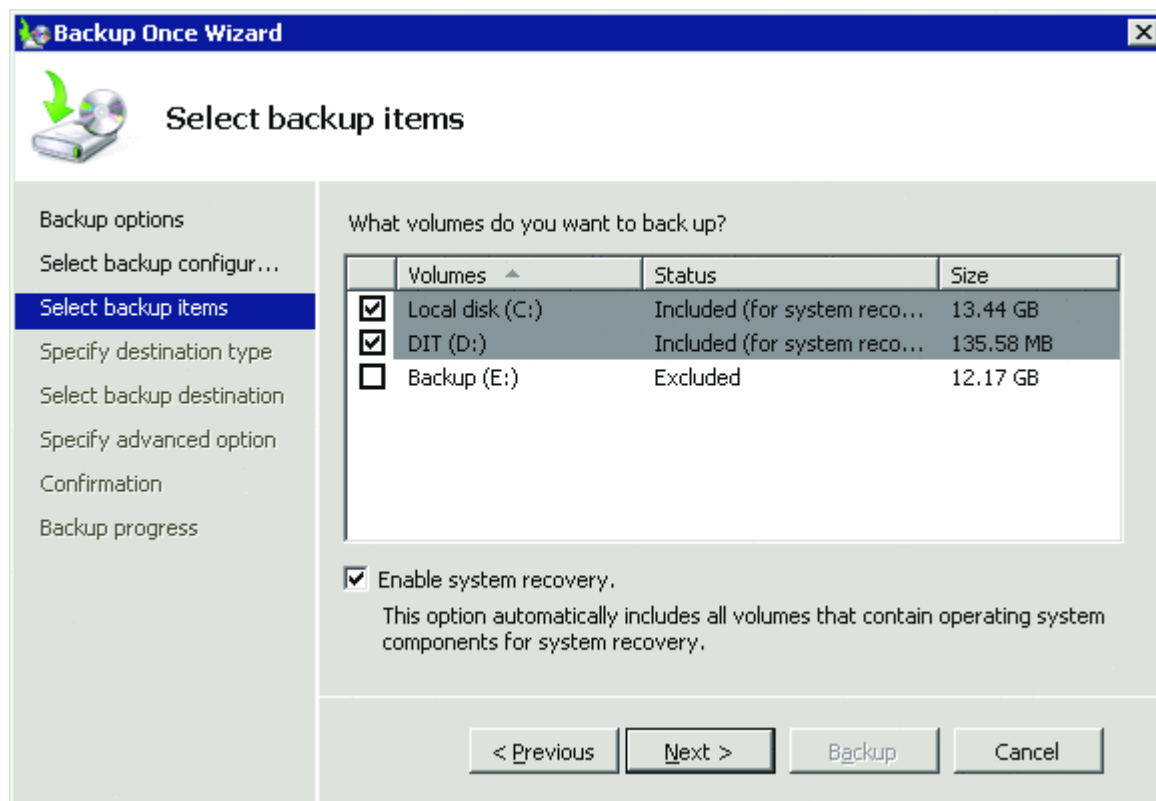 Backup Once Wizard
Select backup items
Backup options
Select backup configur...
Select backup items
Specify destination type
Select backup destination
Specify advanced option
Confirmation
Backup progress
What volumes do you want to back up?
Volumes Status Size
Local disk (C:) Included (for system reco... 13.44 GB
DIT (D:) Included (for system reco... 135.58 MB
Backup (E:) Excluded 12.17 GB
Enable system recovery.
This option automatically includes all volumes that contain operating system
components for system recovery.
< Previous Next > Backup Cancel